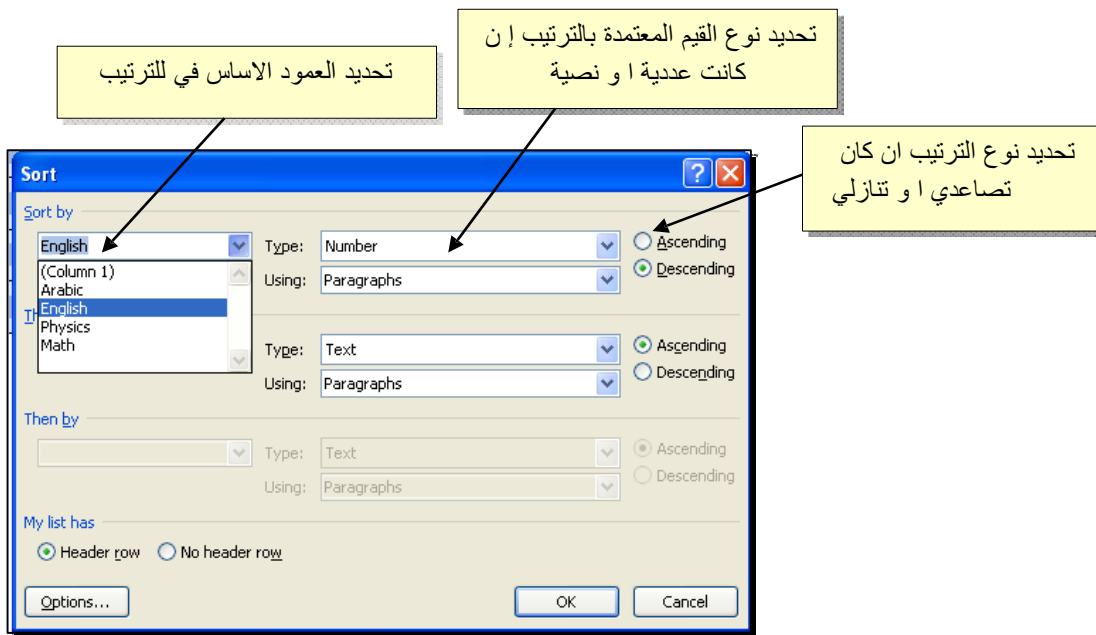 تحديد نوع القيم المعتمدة بالترتيب إ ن
كانت عددية ا و نصية
تحديد العمود الاساس في للترتيب
تحديد نوع الترتيب ان كان
تصاعدي ا و تنازلي
Sort
Sort by
English
Type: Number
Ascending
(Column 1)
Using: Paragraphs
Descending
Arabic
English
Th
Physics
Math
Type: Text
Ascending
Using: Paragraphs
Descending
Then by
Type: Text
Ascending
Using: Paragraphs
Descending
My list has
Header row No header row
Options... OK Cancel